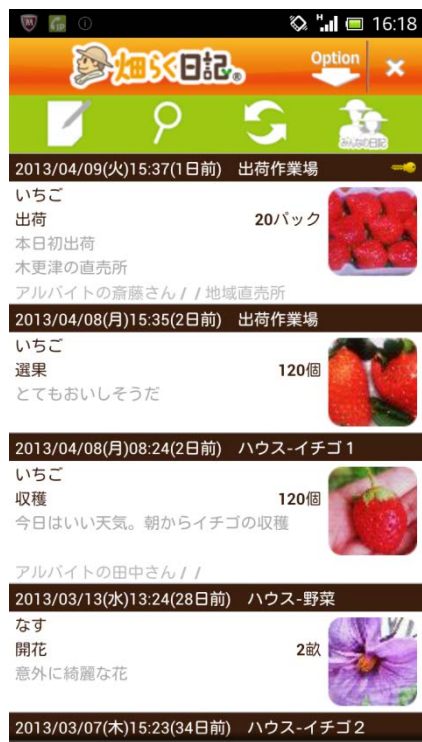 16:18
畑らく日記®
Option
×
みんなの日記
2013/04/09(火)15:37(1日前) 出荷作業場
いちご
出荷 20パック
本日初出荷
木更津の直売所
アルバイトの斎藤さん / / 地域直売所
2013/04/08(月)15:35(2日前) 出荷作業場
いちご
選果 120個
とてもおいしそうだ
2013/04/08(月)08:24(2日前) ハウス-イチゴ1
いちご
収穫 120個
今日はいい天気。朝からイチゴの収穫
アルバイトの田中さん / /
2013/03/13(水)13:24(28日前) ハウス-野菜
なす
開花 2畝
意外に綺麗な花
2013/03/07(木)15:23(34日前) ハウス-イチゴ2